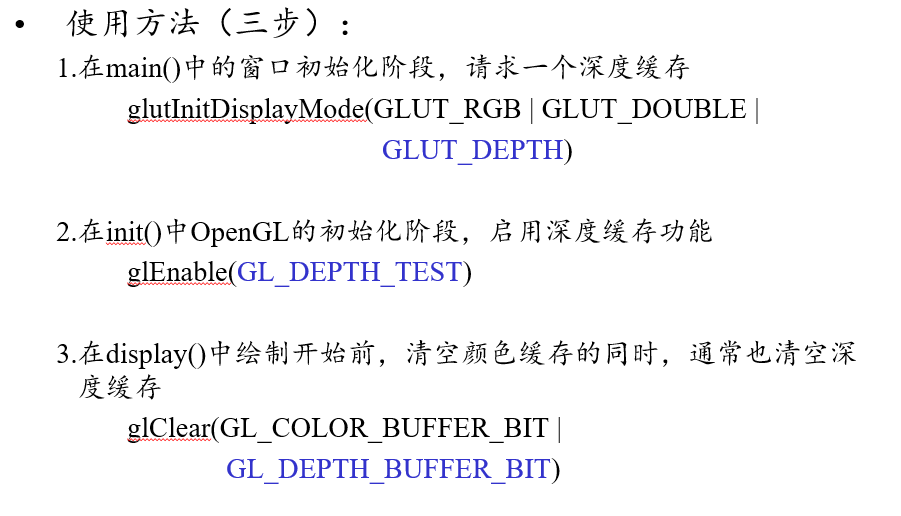 • 使用方法（三步）：
1.在main()中的窗口初始化阶段，请求一个深度缓存
glutInitDisplayMode(GLUT_RGB | GLUT_DOUBLE |
GLUT_DEPTH)
2.在init()中OpenGL的初始化阶段，启用深度缓存功能
glEnable(GL_DEPTH_TEST)
3.在display()中绘制开始前，清空颜色缓存的同时，通常也清空深
度缓存
glClear(GL_COLOR_BUFFER_BIT |
GL_DEPTH_BUFFER_BIT)